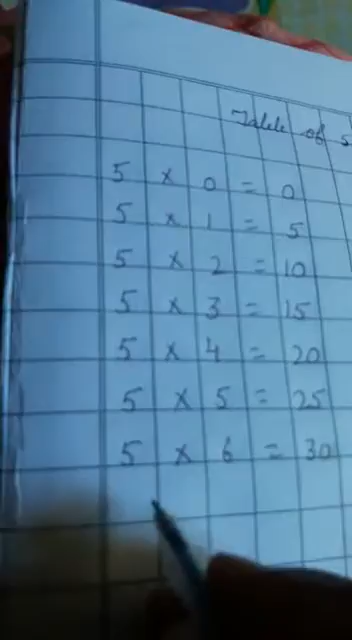 Table of 5
5 x 0 = 0
5 x 1 = 5
5 x 2 = 10
5 x 3 = 15
5 x 4 = 20
5 x 5 = 25
5 x 6 = 30